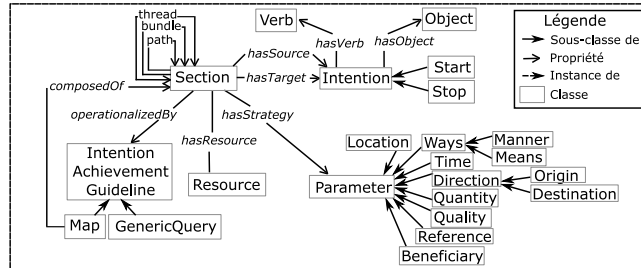 thread
bundle
path
Verb
Object
hasVerb
hasObject
hasSource
Section
hasTarget
Intention
Start
Stop
composedOf
operationalizedBy
hasStrategy
hasResource
Intention
Achievement
Guideline
Resource
Map
GenericQuery
Location
Ways
Manner
Means
Time
Parameter
Direction
Origin
Destination
Quantity
Quality
Reference
Beneficiary
Légende
Sous-classe de
Propriété
Instance de
Classe